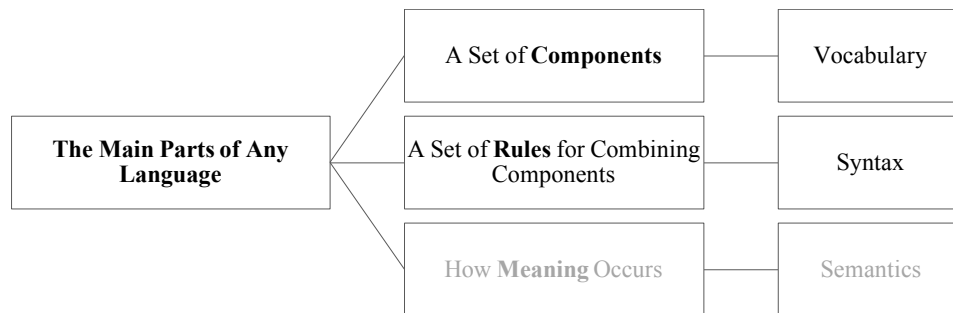 A Set of Components
Vocabulary
The Main Parts of Any
Language
A Set of Rules for Combining
Components
Syntax
How Meaning Occurs
Semantics